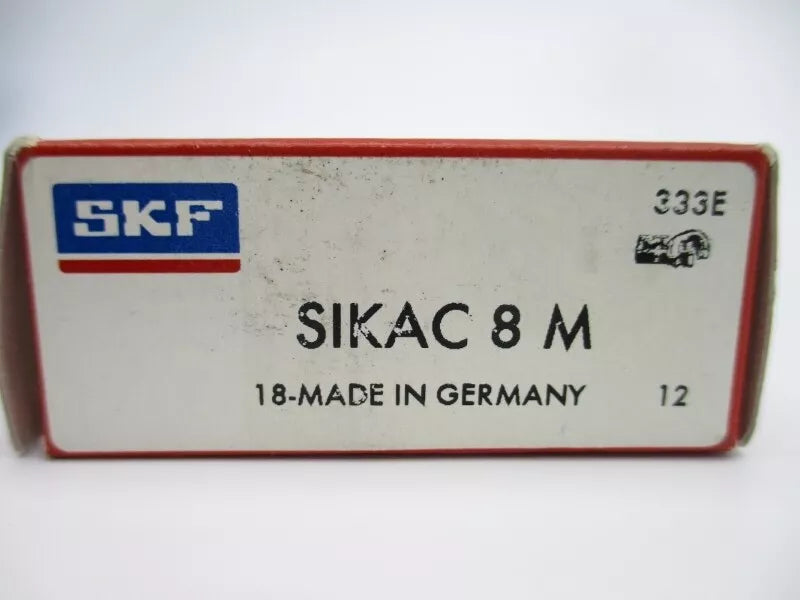 SKF
333E
SIKAC 8 M
18-MADE IN GERMANY
12